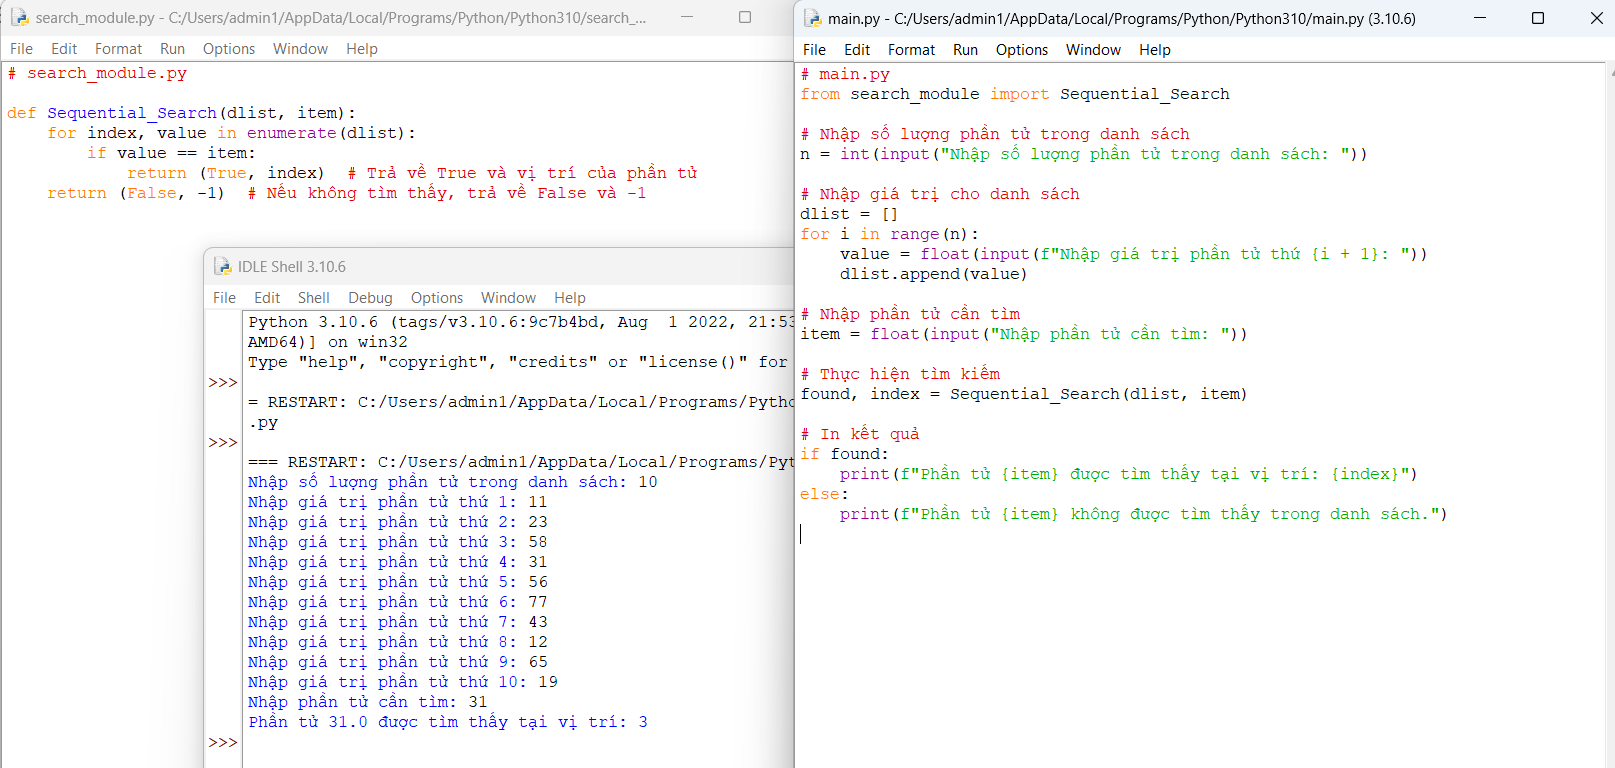 search_module.py - C:/Users/admin1/AppData/Local/Programs/Python/Python310/search_...
File Edit Format Run Options Window Help
# search_module.py
def Sequential_Search(dlist, item):
    for index, value in enumerate(dlist):
        if value == item:
            return (True, index)  # Trả về True và vị trí của phần tử
    return (False, -1)  # Nếu không tìm thấy, trả về False và -1
IDLE Shell 3.10.6
File Edit Shell Debug Options Window Help
Python 3.10.6 (tags/v3.10.6:9c7b4bd, Aug  1 2022, 21:53
AMD64)] on win32
Type "help", "copyright", "credits" or "license()" for
>>>
= RESTART: C:/Users/admin1/AppData/Local/Programs/Pytho
.py
>>>
=== RESTART: C:/Users/admin1/AppData/Local/Programs/Pyt
Nhập số lượng phần tử trong danh sách: 10
Nhập giá trị phần tử thứ 1: 11
Nhập giá trị phần tử thứ 2: 23
Nhập giá trị phần tử thứ 3: 58
Nhập giá trị phần tử thứ 4: 31
Nhập giá trị phần tử thứ 5: 56
Nhập giá trị phần tử thứ 6: 77
Nhập giá trị phần tử thứ 7: 43
Nhập giá trị phần tử thứ 8: 12
Nhập giá trị phần tử thứ 9: 65
Nhập giá trị phần tử thứ 10: 19
Nhập phần tử cần tìm: 31
Phần tử 31.0 được tìm thấy tại vị trí: 3
>>>
main.py - C:/Users/admin1/AppData/Local/Programs/Python/Python310/main.py (3.10.6)
File Edit Format Run Options Window Help
# main.py
from search_module import Sequential_Search
# Nhập số lượng phần tử trong danh sách
n = int(input("Nhập số lượng phần tử trong danh sách: "))
# Nhập giá trị cho danh sách
dlist = []
for i in range(n):
    value = float(input(f"Nhập giá trị phần tử thứ {i + 1}: "))
    dlist.append(value)
# Nhập phần tử cần tìm
item = float(input("Nhập phần tử cần tìm: "))
# Thực hiện tìm kiếm
found, index = Sequential_Search(dlist, item)
# In kết quả
if found:
    print(f"Phần tử {item} được tìm thấy tại vị trí: {index}")
else:
    print(f"Phần tử {item} không được tìm thấy trong danh sách.")